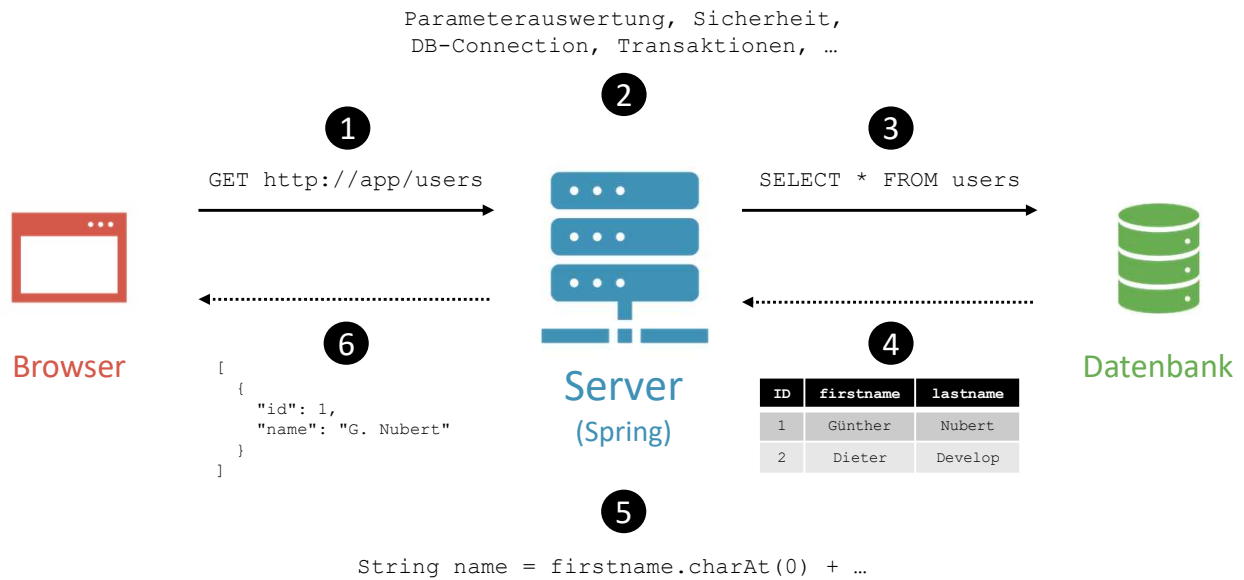 Parameterauswertung, Sicherheit,
DB-Connection, Transaktionen, …
2
1
3
GET http://app/users
SELECT * FROM users
6
4
Browser
Server
(Spring)
Datenbank
[
{
"id": 1,
"name": "G. Nubert"
}
]
ID firstname lastname
1 Günther Nubert
2 Dieter Develop
5
String name = firstname.charAt(0) + …